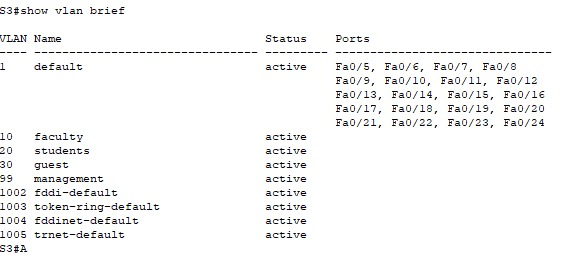 S3#show vlan brief
VLAN Name                             Status    Ports
---- -------------------------------- --------- -------------------------------
1    default                          active    Fa0/5, Fa0/6, Fa0/7, Fa0/8
                                                Fa0/9, Fa0/10, Fa0/11, Fa0/12
                                                Fa0/13, Fa0/14, Fa0/15, Fa0/16
                                                Fa0/17, Fa0/18, Fa0/19, Fa0/20
                                                Fa0/21, Fa0/22, Fa0/23, Fa0/24
10   faculty                          active
20   students                         active
30   guest                            active
99   management                       active
1002 fddi-default                     active
1003 token-ring-default               active
1004 fddinet-default                  active
1005 trnet-default                    active
S3#A